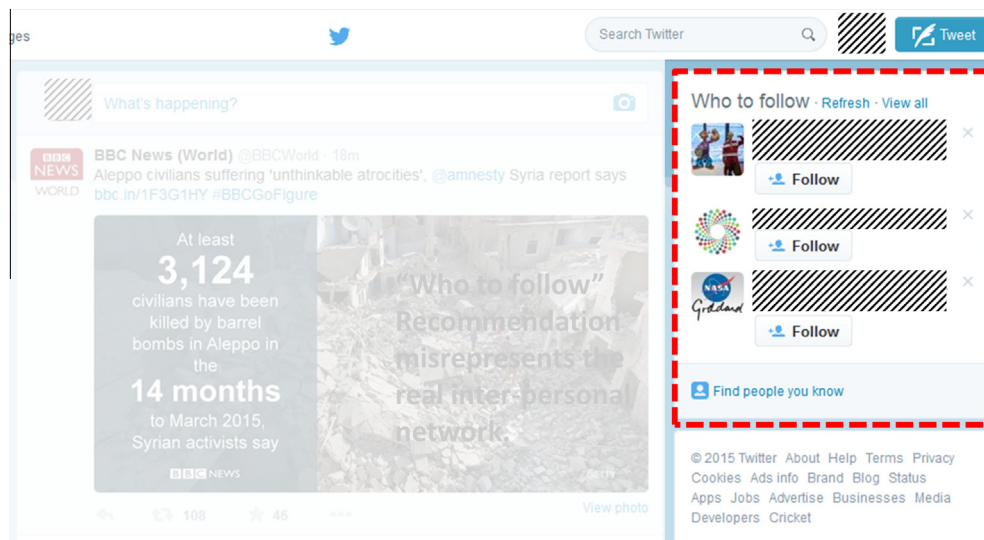 ges
Search Twitter
Tweet
What's happening?
BBC
NEWS
WORLD
BBC News (World) @BBCWorld · 18m
Aleppo civilians suffering 'unthinkable atrocities', @amnesty Syria report says
bbc.in/1F3G1HY #BBCGoFigure
At least
3,124
civilians have been
killed by barrel
bombs in Aleppo in
the
14 months
to March 2015,
Syrian activists say
BBC NEWS
"Who to follow"
Recommendation
misrepresents the
real inter-personal
network.
108
46
View photo
Who to follow · Refresh · View all
Follow
Follow
NASA
Goddard
Follow
Find people you know
© 2015 Twitter About Help Terms Privacy
Cookies Ads info Brand Blog Status
Apps Jobs Advertise Businesses Media
Developers Cricket